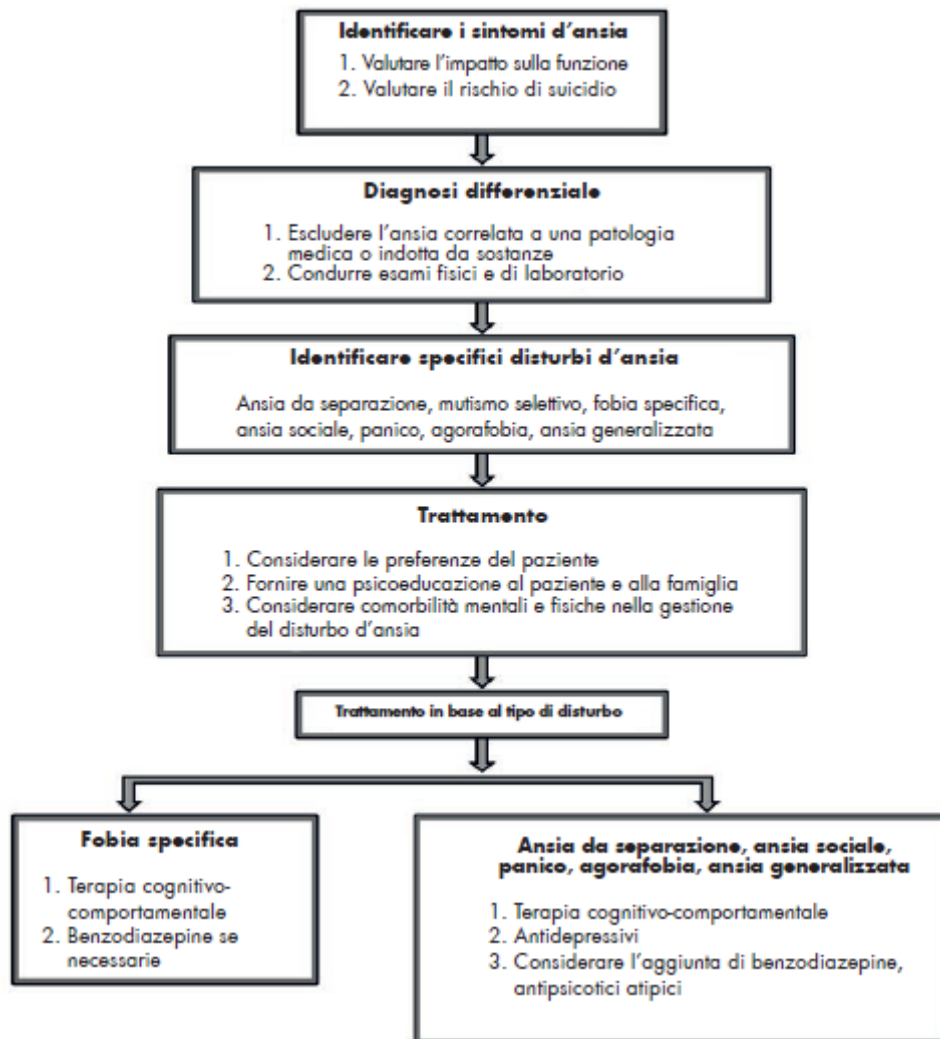 Identificare i sintomi d'ansia
1. Valutare l'impatto sulla funzione
2. Valutare il rischio di suicidio
Diagnosi differenziale
1. Escludere l'ansia correlata a una patologia
medica o indotta da sostanze
2. Condurre esami fisici e di laboratorio
Identificare specifici disturbi d'ansia
Ansia da separazione, mutismo selettivo, fobia specifica,
ansia sociale, panico, agorafobia, ansia generalizzata
Trattamento
1. Considerare le preferenze del paziente
2. Fornire una psicoeducazione al paziente e alla famiglia
3. Considerare comorbilità mentali e fisiche nella gestione
del disturbo d'ansia
Trattamento in base al tipo di disturbo
Fobia specifica
1. Terapia cognitivo-
comportamentale
2. Benzodiazepine se
necessarie
Ansia da separazione, ansia sociale,
panico, agorafobia, ansia generalizzata
1. Terapia cognitivo-comportamentale
2. Antidepressivi
3. Considerare l'aggiunta di benzodiazepine,
antipsicotici atipici